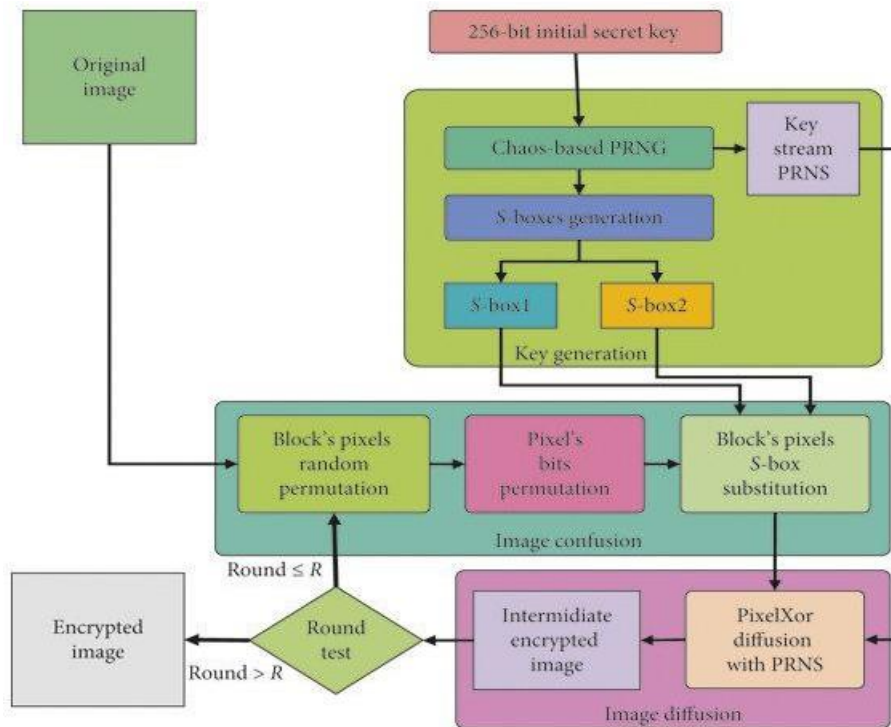 256-bit initial secret key
Original
image
Chaos-based PRNG
Key
stream
PRNS
S-boxes generation
S-box1
S-box2
Key generation
Block's pixels
random
permutation
Pixel's
bits
permutation
Block's pixels
S-box
substitution
Image confusion
Round ≤ R
Encrypted
image
Round
test
Round > R
Intermidiate
encrypted
image
PixelXor
diffusion
with PRNS
Image diffusion